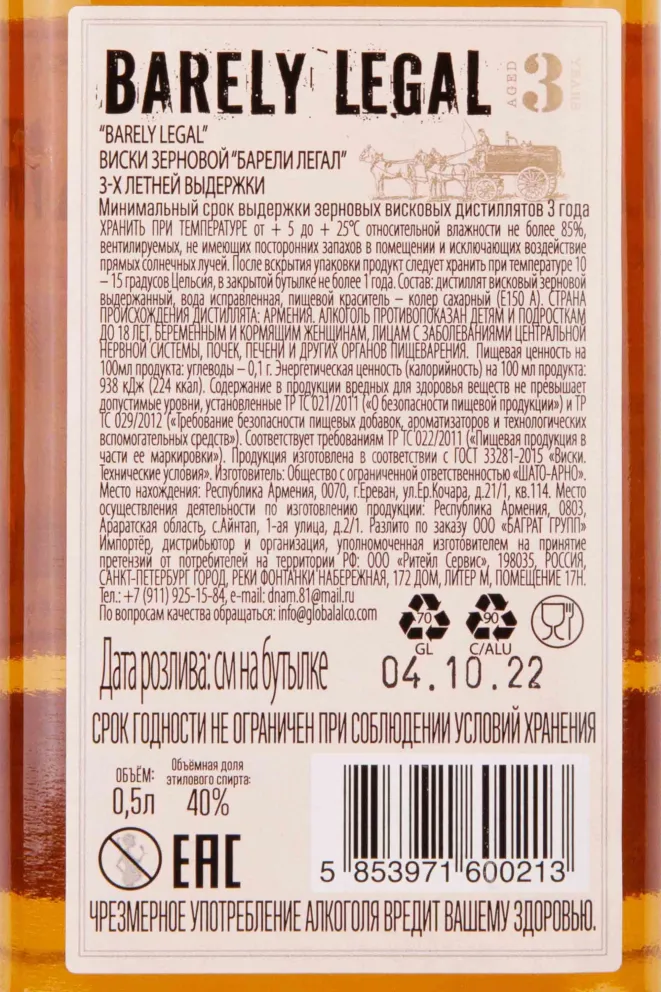 BARELY LEGAL AGED 3 YEARS
"BARELY LEGAL"
ВИСКИ ЗЕРНОВОЙ "БАРЕЛИ ЛЕГАЛ"
3-Х ЛЕТНЕЙ ВЫДЕРЖКИ
Минимальный срок выдержки зерновых висковых дистиллятов 3 года
ХРАНИТЬ ПРИ ТЕМПЕРАТУРЕ от + 5 до + 25°С относительной влажности не более 85%,
вентилируемых, не имеющих посторонних запахов в помещении и исключающих воздействие
прямых солнечных лучей. После вскрытия упаковки продукт следует хранить при температуре 10
– 15 градусов Цельсия, в закрытой бутылке не более 1 года. Состав: дистиллят висковый зерновой
выдержанный, вода исправленная, пищевой краситель – колер сахарный (Е150 А). СТРАНА
ПРОИСХОЖДЕНИЯ ДИСТИЛЛЯТА: АРМЕНИЯ. АЛКОГОЛЬ ПРОТИВОПОКАЗАН ДЕТЯМ И ПОДРОСТКАМ
ДО 18 ЛЕТ, БЕРЕМЕННЫМ И КОРМЯЩИМ ЖЕНЩИНАМ, ЛИЦАМ С ЗАБОЛЕВАНИЯМИ ЦЕНТРАЛЬНОЙ
НЕРВНОЙ СИСТЕМЫ, ПОЧЕК, ПЕЧЕНИ И ДРУГИХ ОРГАНОВ ПИЩЕВАРЕНИЯ. Пищевая ценность на
100мл продукта: углеводы – 0,1 г. Энергетическая ценность (калорийность) на 100 мл продукта:
938 кДж (224 ккал). Содержание в продукции вредных для здоровья веществ не превышает
допустимые уровни, установленные ТР ТС 021/2011 («О безопасности пищевой продукции») и ТР
ТС 029/2012 («Требование безопасности пищевых добавок, ароматизаторов и технологических
вспомогательных средств»). Соответствует требованиям ТР ТС 022/2011 («Пищевая продукция в
части ее маркировки»). Продукция изготовлена в соответствии с ГОСТ 33281-2015 «Виски.
Технические условия». Изготовитель: Общество с ограниченной ответственностью «ШАТО-АРНО».
Место нахождения: Республика Армения, 0070, г.Ереван, ул.Ер.Кочара, д.21/1, кв.114. Место
осуществления деятельности по изготовлению продукции: Республика Армения, 0803,
Араратская область, с.Айнтап, 1-ая улица, д.2/1. Разлито по заказу ООО «БАГРАТ ГРУПП»
Импортёр, дистрибьютор и организация, уполномоченная изготовителем на принятие
претензий от потребителей на территории РФ: ООО «Ритейл Сервис», 198035, РОССИЯ,
САНКТ-ПЕТЕРБУРГ ГОРОД, РЕКИ ФОНТАНКИ НАБЕРЕЖНАЯ, 172 ДОМ, ЛИТЕР М, ПОМЕЩЕНИЕ 17Н.
Тел.: +7 (911) 925-15-84, e-mail: dnam.81@mail.ru
По вопросам качества обращаться: info@globalalco.com
70 90
GL C/ALU
Дата розлива: см на бутылке 04.10.22
СРОК ГОДНОСТИ НЕ ОГРАНИЧЕН ПРИ СОБЛЮДЕНИИ УСЛОВИЙ ХРАНЕНИЯ
ОБЪЁМ: Объёмная доля
этилового спирта:
0,5л 40%
EAC
5 853971 600213
ЧРЕЗМЕРНОЕ УПОТРЕБЛЕНИЕ АЛКОГОЛЯ ВРЕДИТ ВАШЕМУ ЗДОРОВЬЮ.